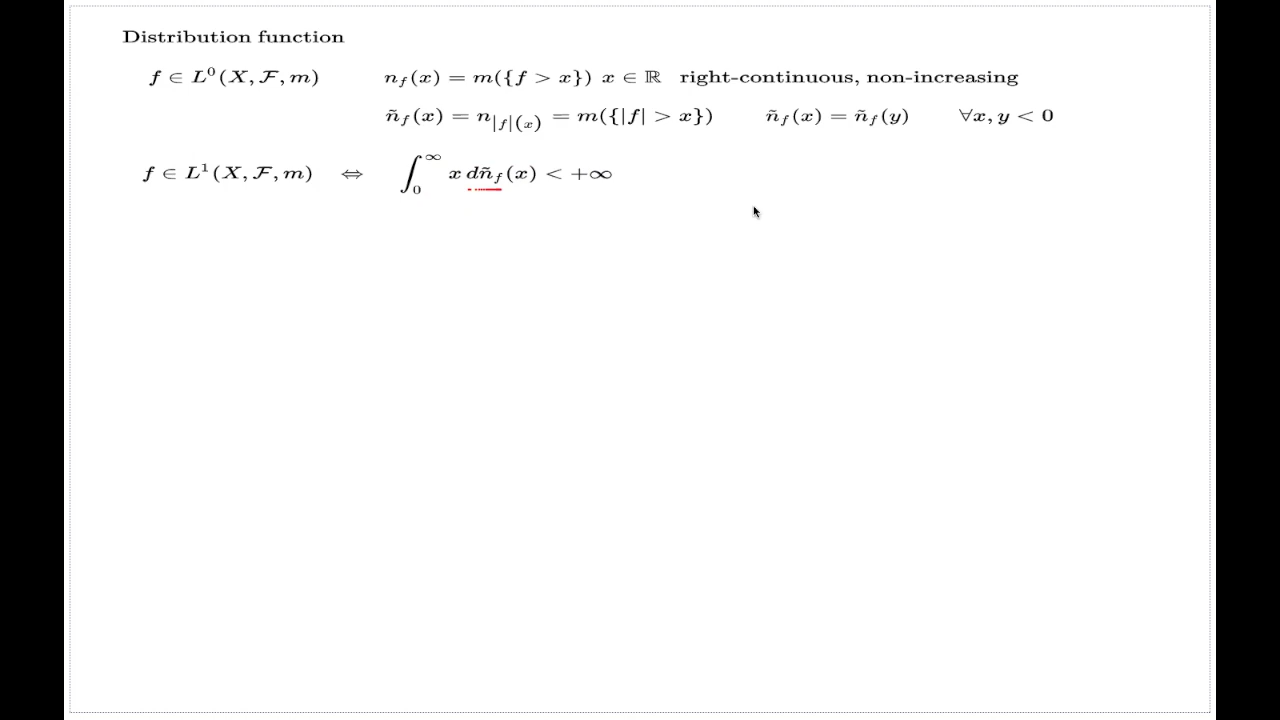 Distribution function
f ∈ L⁰(X, ℱ, m) n_f(x) = m({f > x}) x ∈ ℝ right-continuous, non-increasing
ñ_f(x) = n_{|f|(x)} = m({|f| > x}) ñ_f(x) = ñ_f(y) ∀x, y < 0
f ∈ L¹(X, ℱ, m) ⇔ ∫₀^∞ x dñ_f(x) < +∞